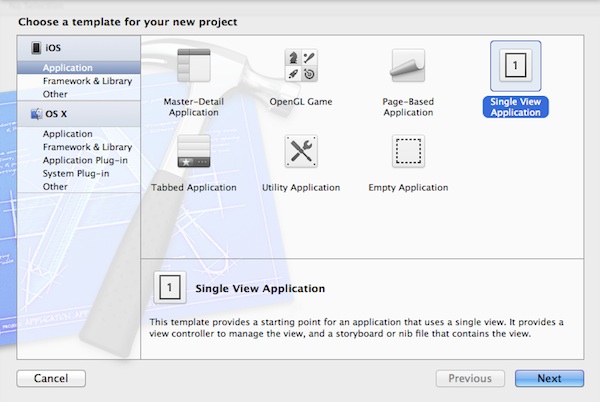 Choose a template for your new project
iOS
Application
Framework & Library
Other
OS X
Application
Framework & Library
Application Plug-in
System Plug-in
Other
Master-Detail
Application
OpenGL Game
Page-Based
Application
1
Single View
Application
Tabbed Application
Utility Application
Empty Application
1
Single View Application
This template provides a starting point for an application that uses a single view. It provides a
view controller to manage the view, and a storyboard or nib file that contains the view.
Cancel
Previous
Next